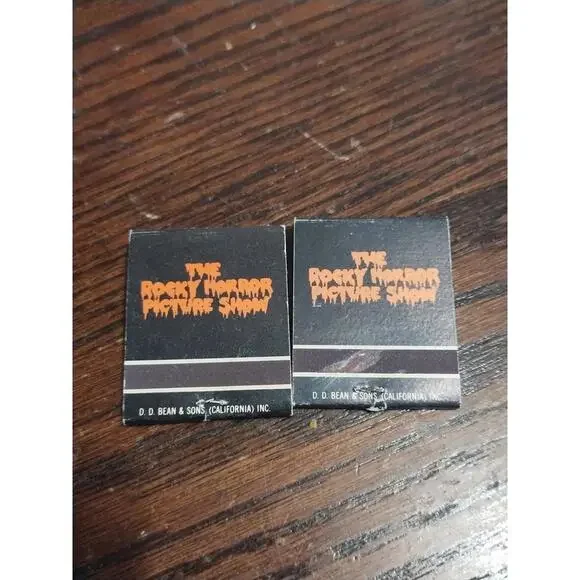 THE
ROCKY HORROR
PICTURE SHOW
D. D. BEAN & SONS, (CALIFORNIA) INC.
THE
ROCKY HORROR
PICTURE SHOW
D. D. BEAN & SONS, (CALIFORNIA) INC.